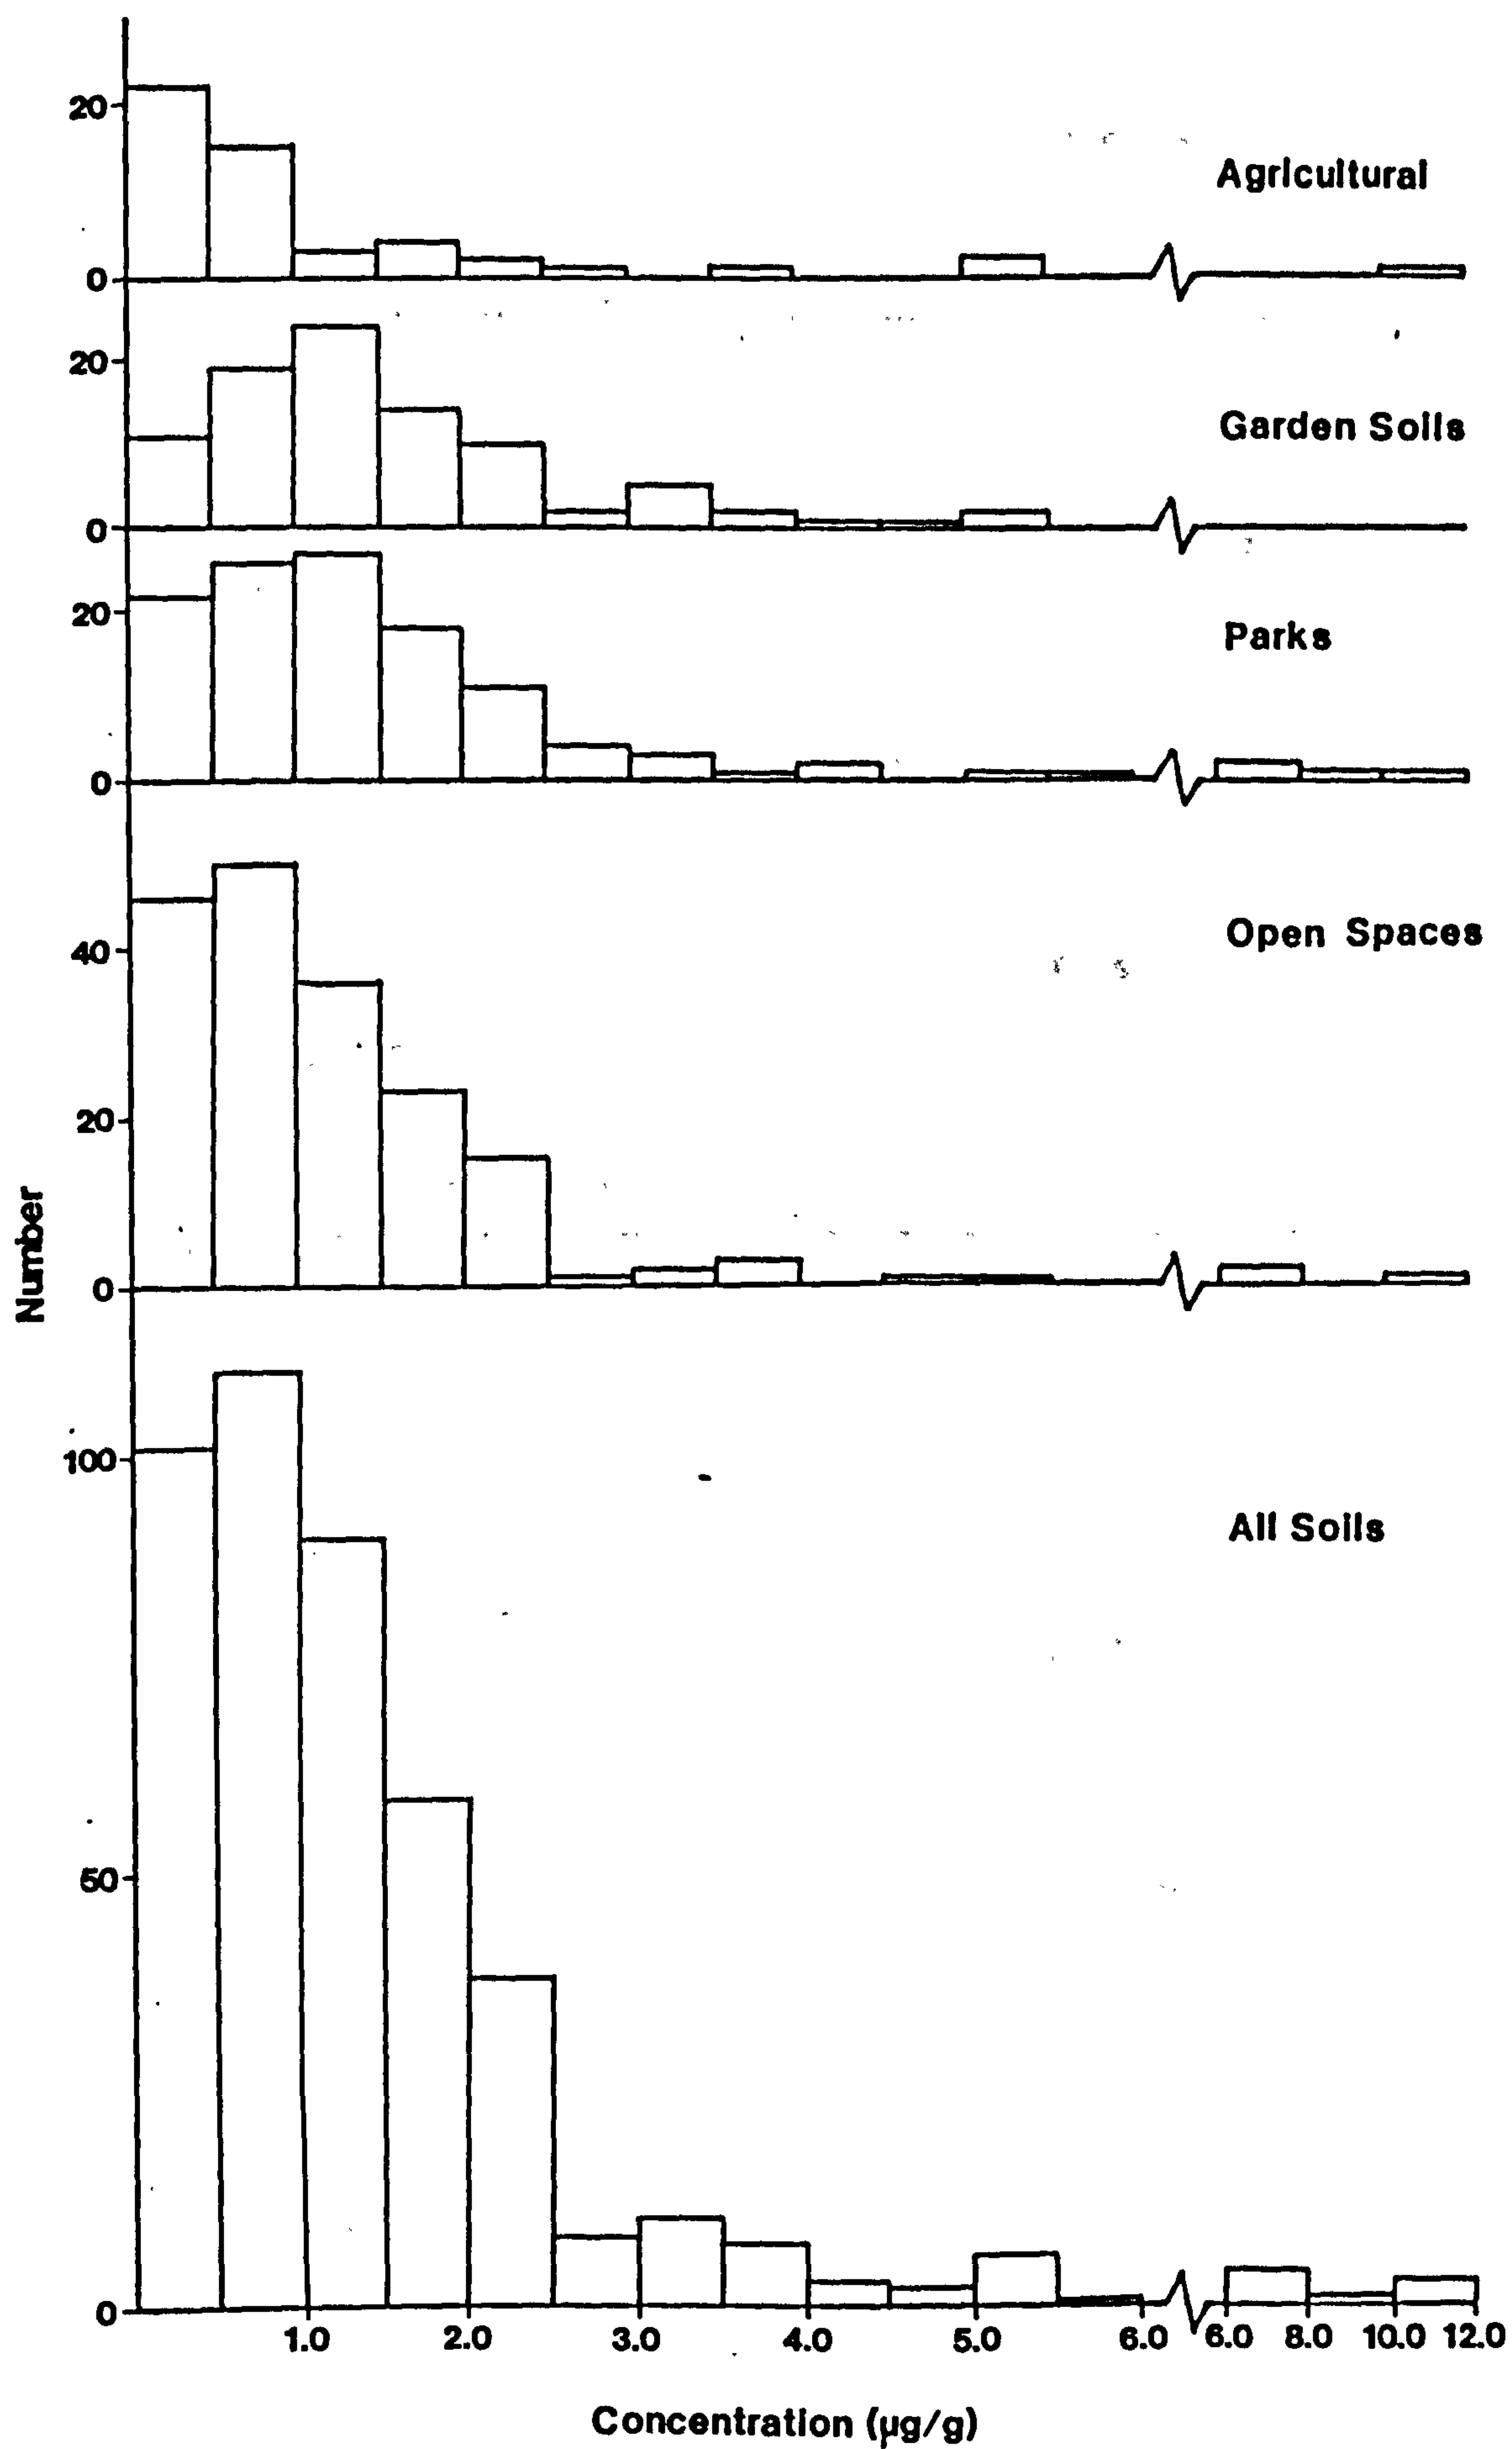 20
Agricultural
0
20
Garden Soils
0
20
Parks
0
40
Open Spaces
20
0
Number
100
All Soils
50
0
1.0 2.0 3.0 4.0 5.0 6.0 6.0 8.0 10.0 12.0
Concentration (µg/g)